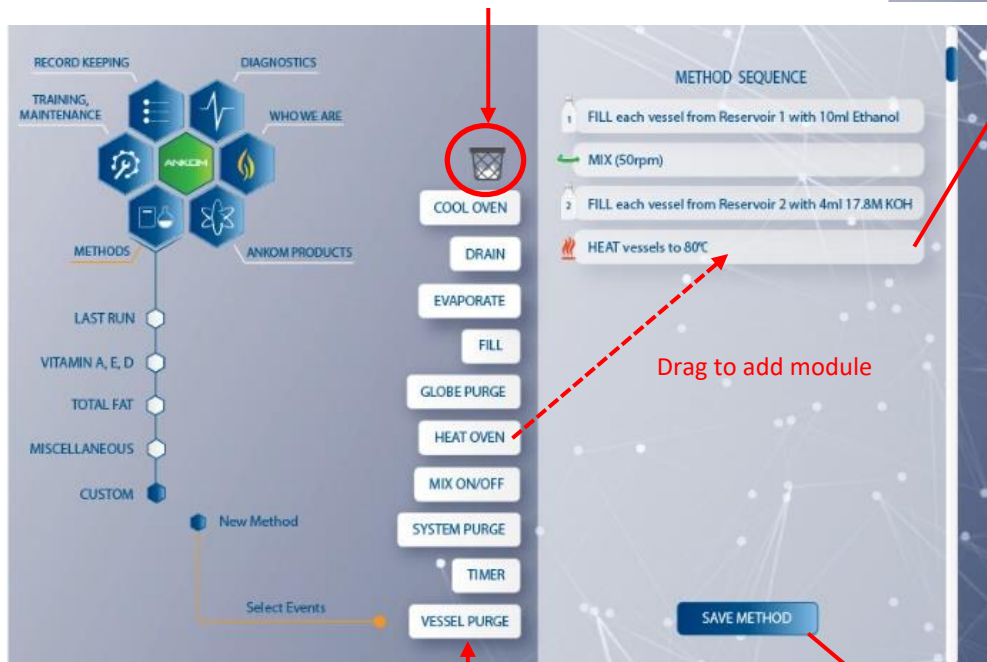 RECORD KEEPING
DIAGNOSTICS
TRAINING,
MAINTENANCE
WHO WE ARE
ANKOM
METHODS
ANKOM PRODUCTS
LAST RUN
VITAMIN A, E, D
TOTAL FAT
MISCELLANEOUS
CUSTOM
New Method
Select Events
COOL OVEN
DRAIN
EVAPORATE
FILL
GLOBE PURGE
HEAT OVEN
MIX ON/OFF
SYSTEM PURGE
TIMER
VESSEL PURGE
METHOD SEQUENCE
1 FILL each vessel from Reservoir 1 with 10ml Ethanol
MIX (50rpm)
2 FILL each vessel from Reservoir 2 with 4ml 17.8M KOH
HEAT vessels to 80℃
Drag to add module
SAVE METHOD